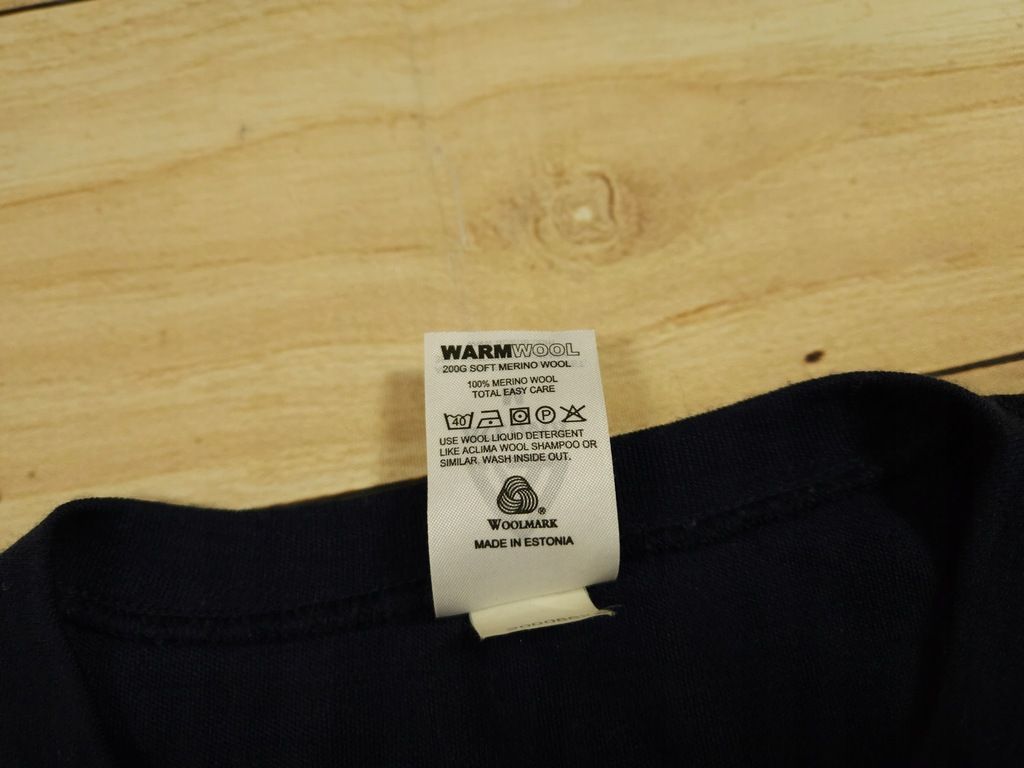 WARMWOOL
200G SOFT MERINO WOOL
100% MERINO WOOL
TOTAL EASY CARE
40 P
USE WOOL LIQUID DETERGENT
LIKE ACLIMA WOOL SHAMPOO OR
SIMILAR. WASH INSIDE OUT.
®
WOOLMARK
MADE IN ESTONIA